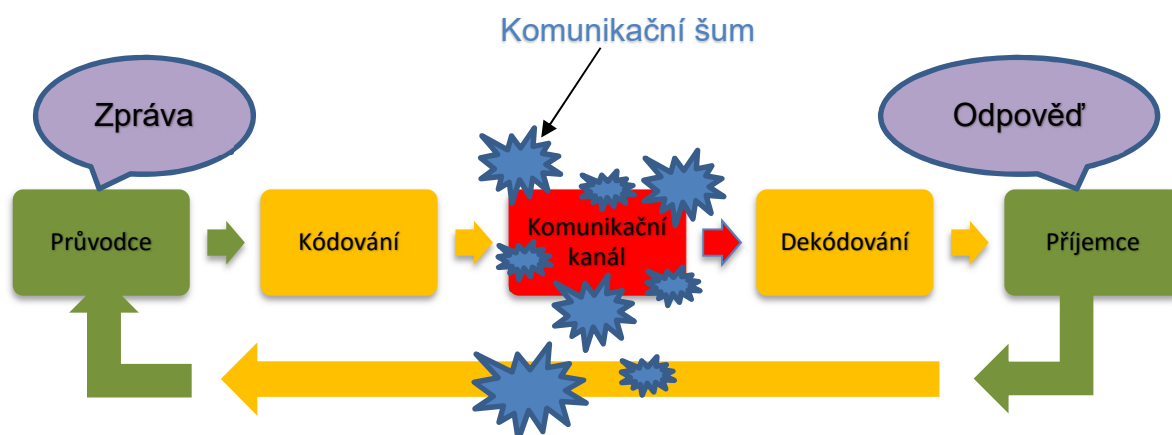 Komunikační šum
Zpráva
Odpověď
Průvodce
Kódování
Komunikační
kanál
Dekódování
Příjemce